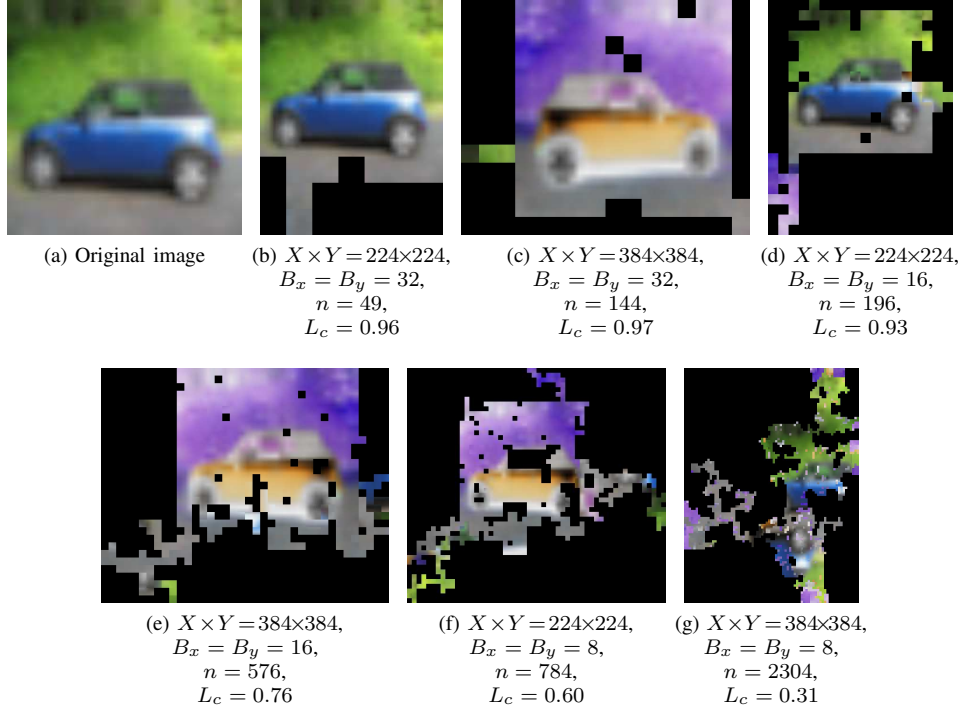 (a) Original image
(b) X×Y=224×224,
B_x = B_y = 32,
n = 49,
L_c = 0.96
(c) X×Y=384×384,
B_x = B_y = 32,
n = 144,
L_c = 0.97
(d) X×Y=224×224,
B_x = B_y = 16,
n = 196,
L_c = 0.93
(e) X×Y=384×384,
B_x = B_y = 16,
n = 576,
L_c = 0.76
(f) X×Y=224×224,
B_x = B_y = 8,
n = 784,
L_c = 0.60
(g) X×Y=384×384,
B_x = B_y = 8,
n = 2304,
L_c = 0.31